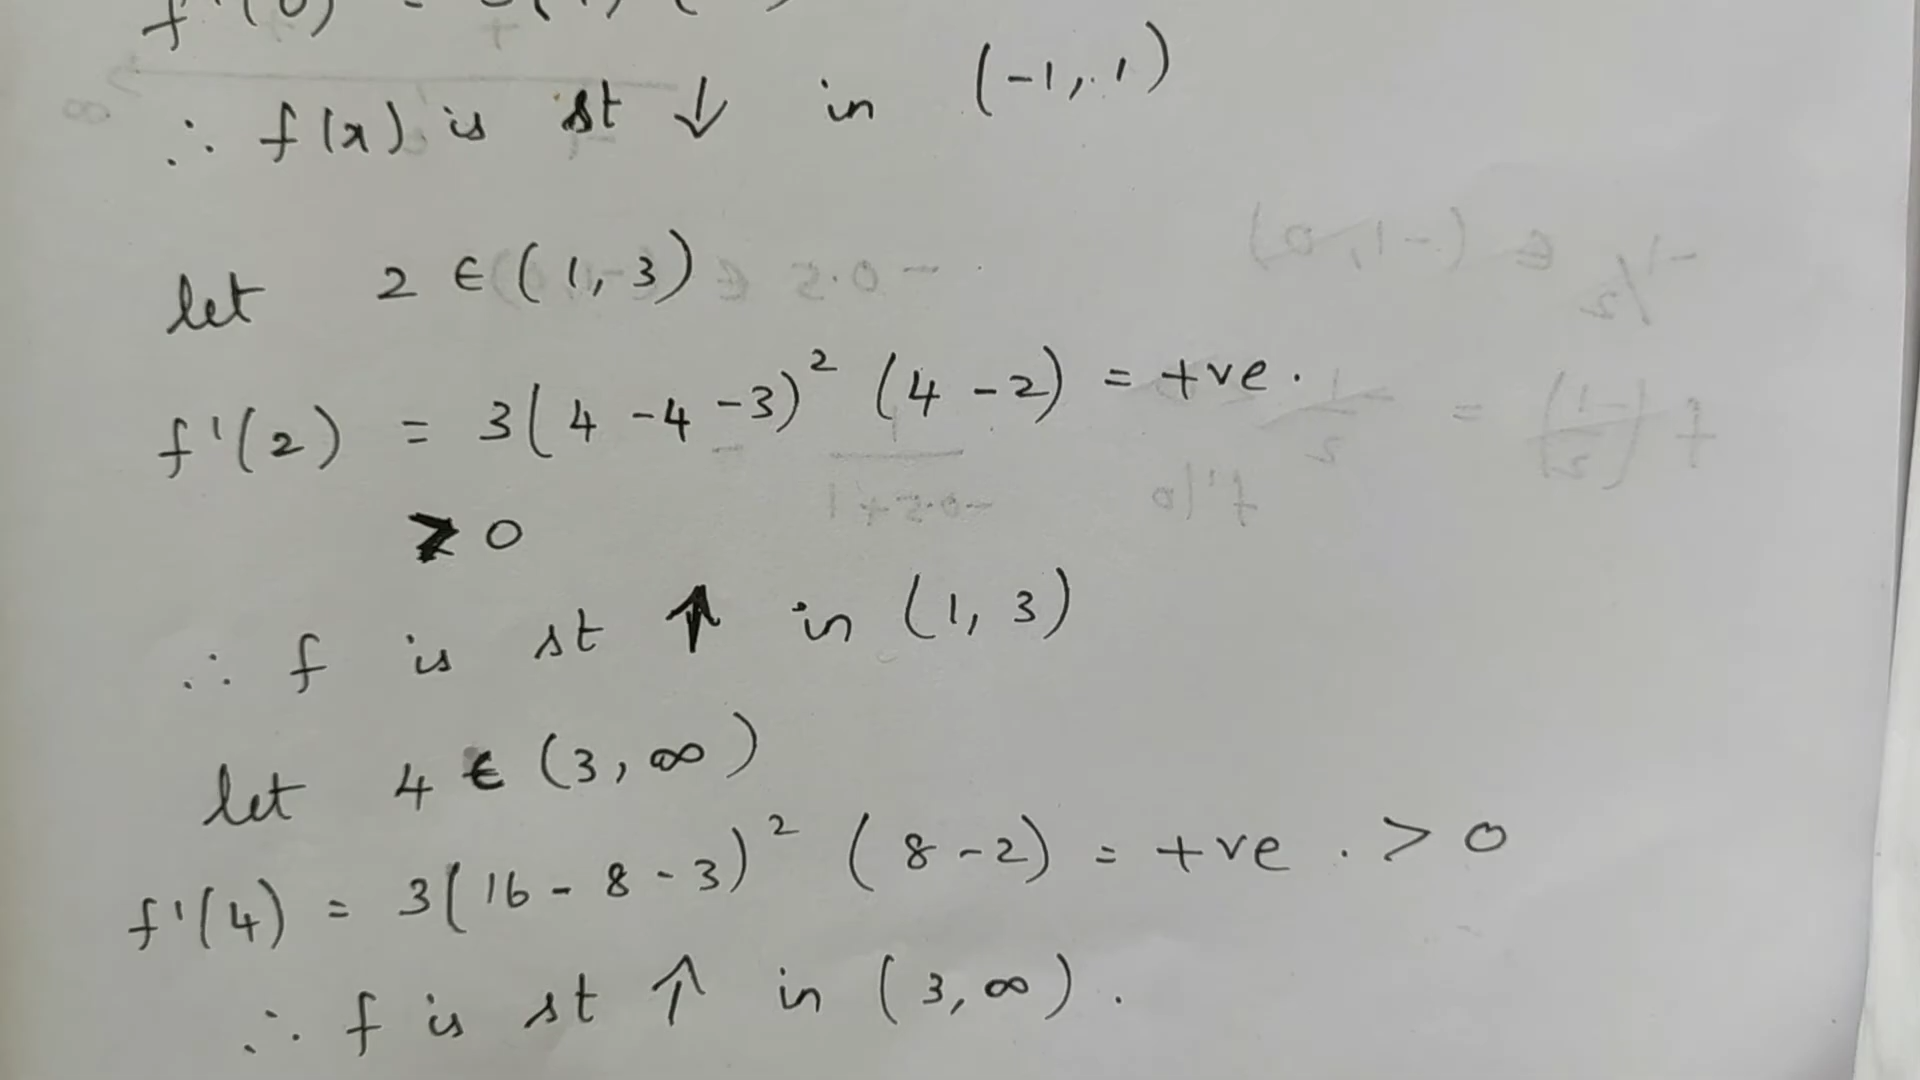 ∴ f(x) is st ↓ in (-1, 1)
let 2 ∈ (1, 3)
f'(2) = 3(4 - 4 - 3)² (4 - 2) = +ve.
> 0
∴ f is st ↑ in (1, 3)
let 4 ∈ (3, ∞)
f'(4) = 3(16 - 8 - 3)² (8 - 2) = +ve. > 0
∴ f is st ↑ in (3, ∞).